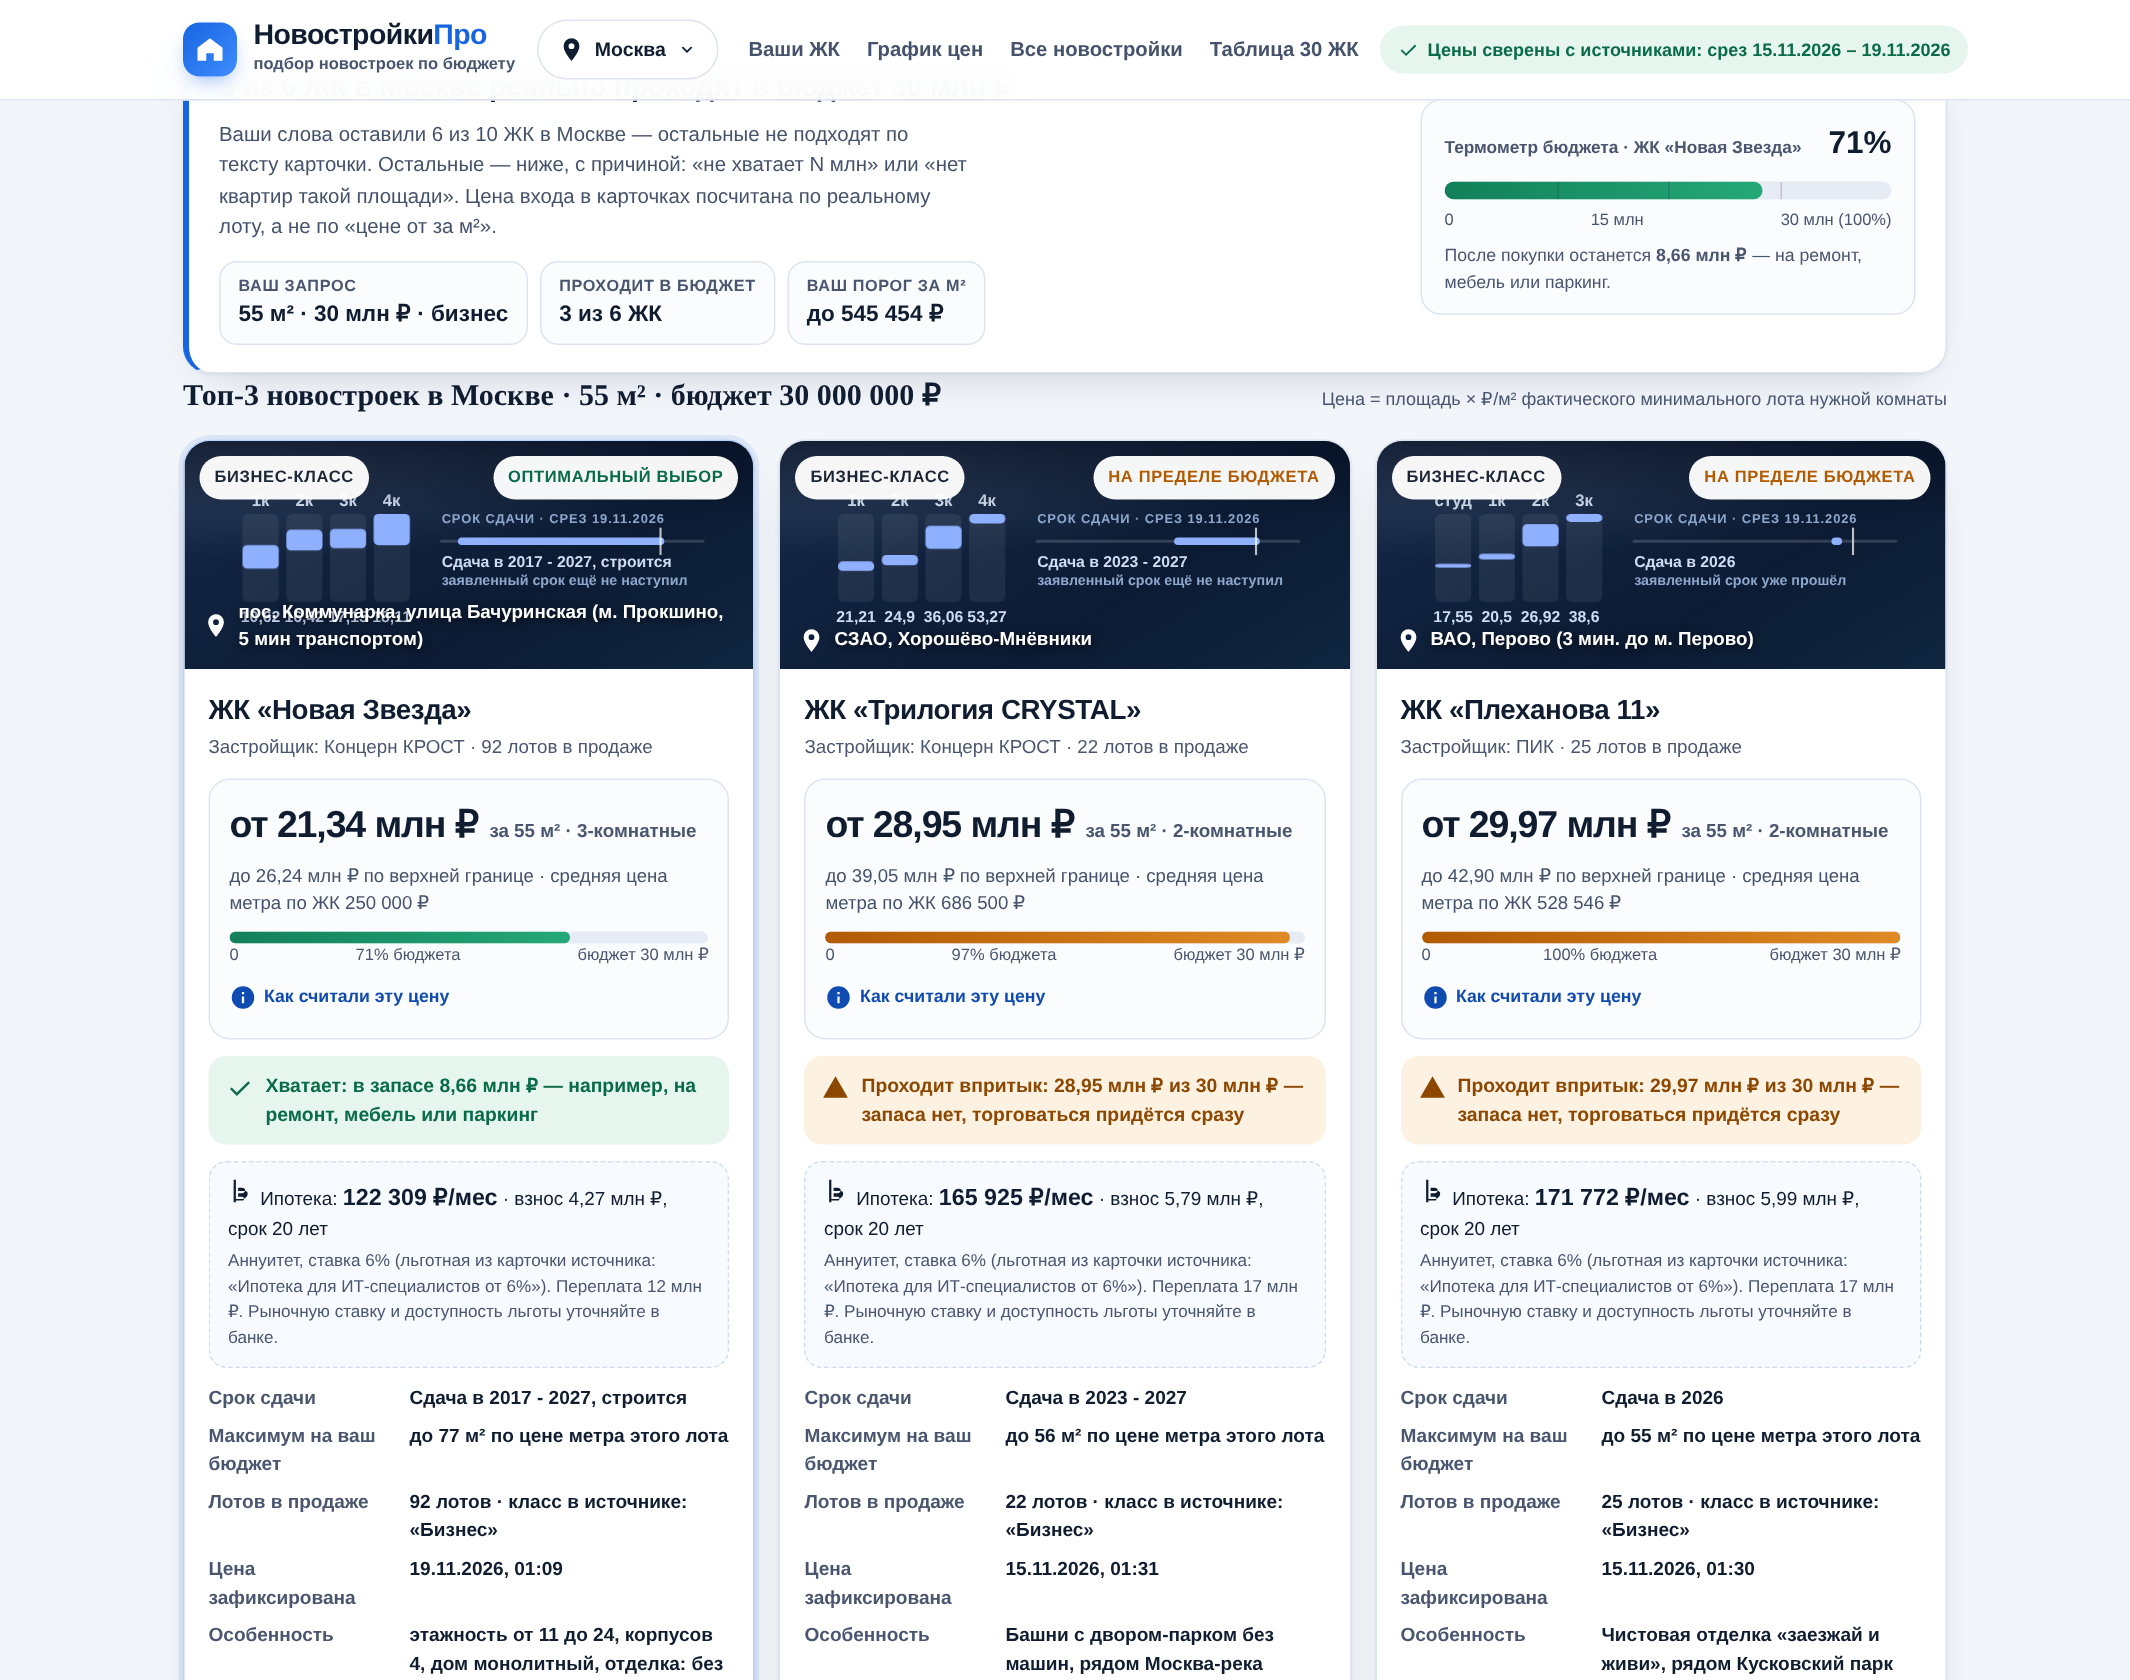 НовостройкиПро
подбор новостроек по бюджету
Москва
Ваши ЖК
График цен
Все новостройки
Таблица 30 ЖК
Цены сверены с источниками: срез 15.11.2026 – 19.11.2026
3 из 6 ЖК в Москве реально проходят в бюджет 30 млн ₽
Ваши слова оставили 6 из 10 ЖК в Москве — остальные не подходят по
тексту карточки. Остальные — ниже, с причиной: «не хватает N млн» или «нет
квартир такой площади». Цена входа в карточках посчитана по реальному
лоту, а не по «цене от за м²».
ВАШ ЗАПРОС
55 м² · 30 млн ₽ · бизнес
ПРОХОДИТ В БЮДЖЕТ
3 из 6 ЖК
ВАШ ПОРОГ ЗА М²
до 545 454 ₽
Термометр бюджета · ЖК «Новая Звезда» 71%
0 15 млн 30 млн (100%)
После покупки останется 8,66 млн ₽ — на ремонт,
мебель или паркинг.
Топ-3 новостроек в Москве · 55 м² · бюджет 30 000 000 ₽
Цена = площадь × ₽/м² фактического минимального лота нужной комнаты
БИЗНЕС-КЛАСС
ОПТИМАЛЬНЫЙ ВЫБОР
1к 2к 3к 4к
СРОК СДАЧИ · СРЕЗ 19.11.2026
Сдача в 2017 - 2027, строится
заявленный срок ещё не наступил
пос. Коммунарка, улица Бачуринская (м. Прокшино,
5 мин транспортом)
ЖК «Новая Звезда»
Застройщик: Концерн КРОСТ · 92 лотов в продаже
от 21,34 млн ₽ за 55 м² · 3-комнатные
до 26,24 млн ₽ по верхней границе · средняя цена
метра по ЖК 250 000 ₽
0 71% бюджета бюджет 30 млн ₽
Как считали эту цену
Хватает: в запасе 8,66 млн ₽ — например, на
ремонт, мебель или паркинг
Ипотека: 122 309 ₽/мес · взнос 4,27 млн ₽,
срок 20 лет
Аннуитет, ставка 6% (льготная из карточки источника:
«Ипотека для ИТ-специалистов от 6%»). Переплата 12 млн
₽. Рыночную ставку и доступность льготы уточняйте в
банке.
Срок сдачи Сдача в 2017 - 2027, строится
Максимум на ваш до 77 м² по цене метра этого лота
бюджет
Лотов в продаже 92 лотов · класс в источнике:
«Бизнес»
Цена 19.11.2026, 01:09
зафиксирована
Особенность этажность от 11 до 24, корпусов
4, дом монолитный, отделка: без
БИЗНЕС-КЛАСС
НА ПРЕДЕЛЕ БЮДЖЕТА
1к 2к 3к 4к
СРОК СДАЧИ · СРЕЗ 19.11.2026
Сдача в 2023 - 2027
заявленный срок ещё не наступил
21,21 24,9 36,06 53,27
СЗАО, Хорошёво-Мнёвники
ЖК «Трилогия CRYSTAL»
Застройщик: Концерн КРОСТ · 22 лотов в продаже
от 28,95 млн ₽ за 55 м² · 2-комнатные
до 39,05 млн ₽ по верхней границе · средняя цена
метра по ЖК 686 500 ₽
0 97% бюджета бюджет 30 млн ₽
Как считали эту цену
Проходит впритык: 28,95 млн ₽ из 30 млн ₽ —
запаса нет, торговаться придётся сразу
Ипотека: 165 925 ₽/мес · взнос 5,79 млн ₽,
срок 20 лет
Аннуитет, ставка 6% (льготная из карточки источника:
«Ипотека для ИТ-специалистов от 6%»). Переплата 17 млн
₽. Рыночную ставку и доступность льготы уточняйте в
банке.
Срок сдачи Сдача в 2023 - 2027
Максимум на ваш до 56 м² по цене метра этого лота
бюджет
Лотов в продаже 22 лотов · класс в источнике:
«Бизнес»
Цена 15.11.2026, 01:31
зафиксирована
Особенность Башни с двором-парком без
машин, рядом Москва-река
БИЗНЕС-КЛАСС
НА ПРЕДЕЛЕ БЮДЖЕТА
студ 1к 2к 3к
СРОК СДАЧИ · СРЕЗ 19.11.2026
Сдача в 2026
заявленный срок уже прошёл
17,55 20,5 26,92 38,6
ВАО, Перово (3 мин. до м. Перово)
ЖК «Плеханова 11»
Застройщик: ПИК · 25 лотов в продаже
от 29,97 млн ₽ за 55 м² · 2-комнатные
до 42,90 млн ₽ по верхней границе · средняя цена
метра по ЖК 528 546 ₽
0 100% бюджета бюджет 30 млн ₽
Как считали эту цену
Проходит впритык: 29,97 млн ₽ из 30 млн ₽ —
запаса нет, торговаться придётся сразу
Ипотека: 171 772 ₽/мес · взнос 5,99 млн ₽,
срок 20 лет
Аннуитет, ставка 6% (льготная из карточки источника:
«Ипотека для ИТ-специалистов от 6%»). Переплата 17 млн
₽. Рыночную ставку и доступность льготы уточняйте в
банке.
Срок сдачи Сдача в 2026
Максимум на ваш до 55 м² по цене метра этого лота
бюджет
Лотов в продаже 25 лотов · класс в источнике:
«Бизнес»
Цена 15.11.2026, 01:30
зафиксирована
Особенность Чистовая отделка «заезжай и
живи», рядом Кусковский парк